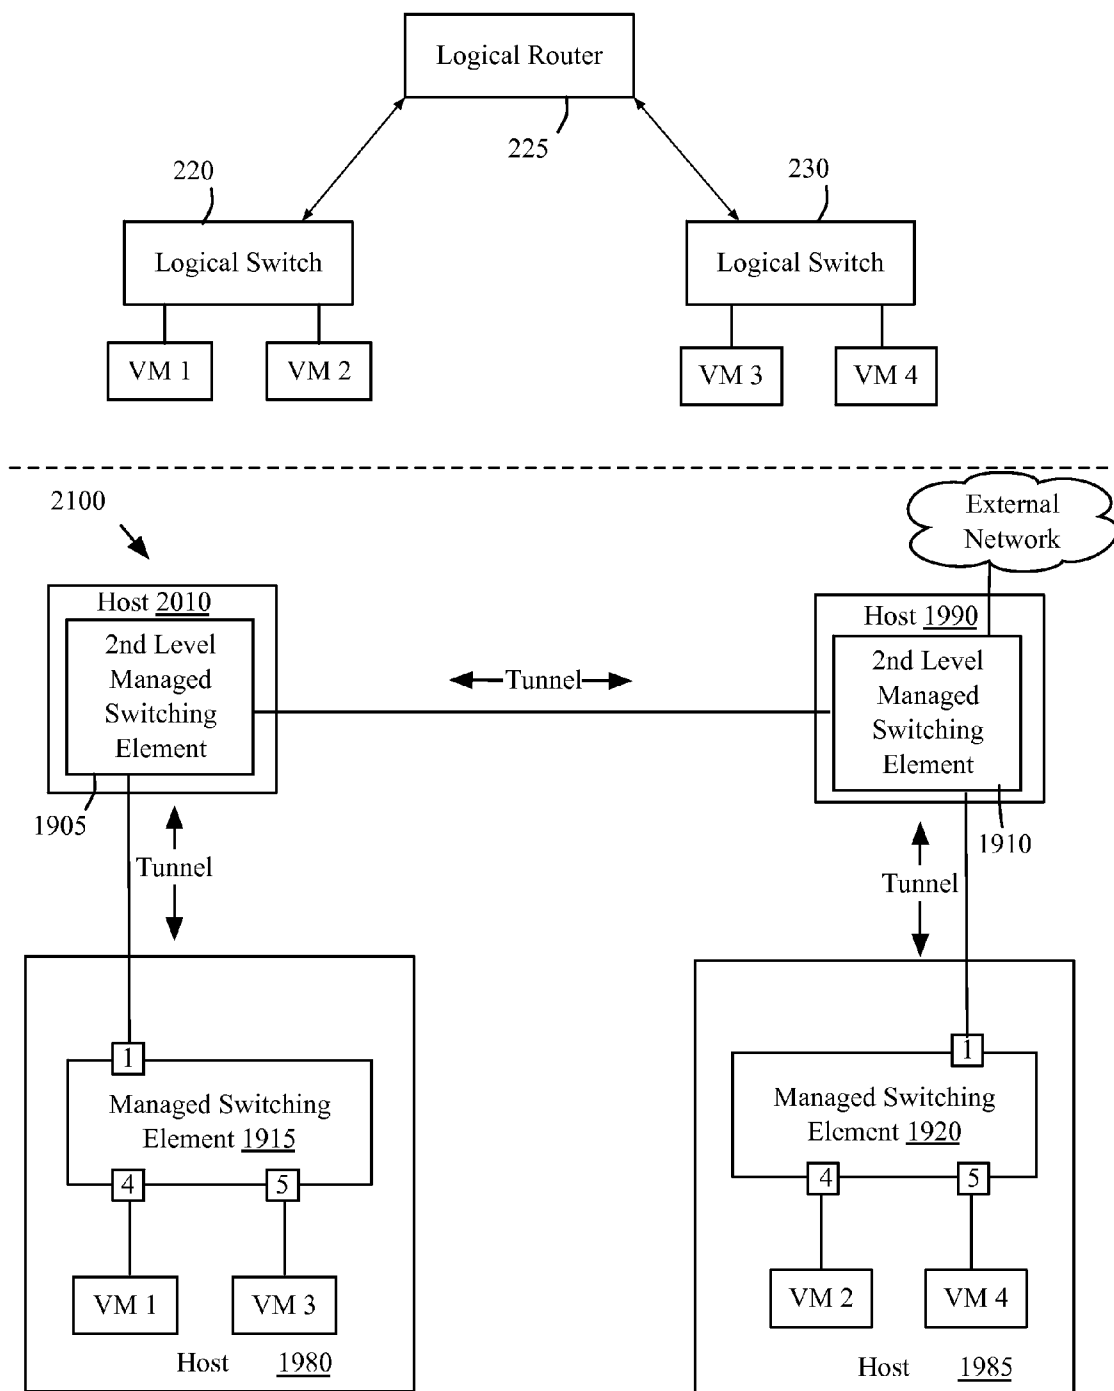 Logical Router
225
220
230
Logical Switch
Logical Switch
VM 1
VM 2
VM 3
VM 4
2100
External
Network
Host 2010
2nd Level
Managed
Switching
Element
Host 1990
2nd Level
Managed
Switching
Element
Tunnel
1905
1910
Tunnel
Tunnel
1
Managed Switching
Element 1915
4
5
VM 1
VM 3
Host 1980
1
Managed Switching
Element 1920
4
5
VM 2
VM 4
Host 1985